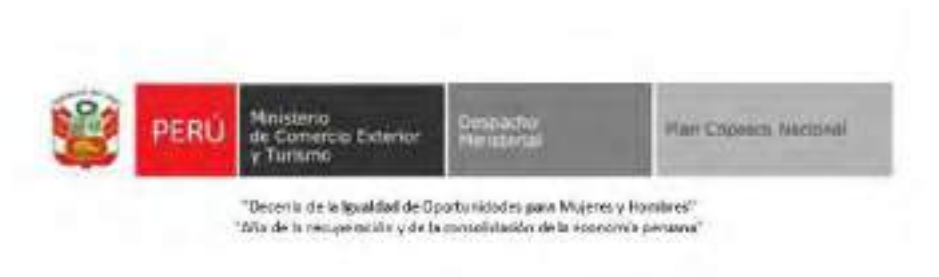 PERÚ
Ministerio
de Comercio Exterior
y Turismo
Despacho
Ministerial
Plan Copesco Nacional
"Decenio de la Igualdad de Oportunidades para Mujeres y Hombres"
"Año de la recuperación y de la consolidación de la economía peruana"